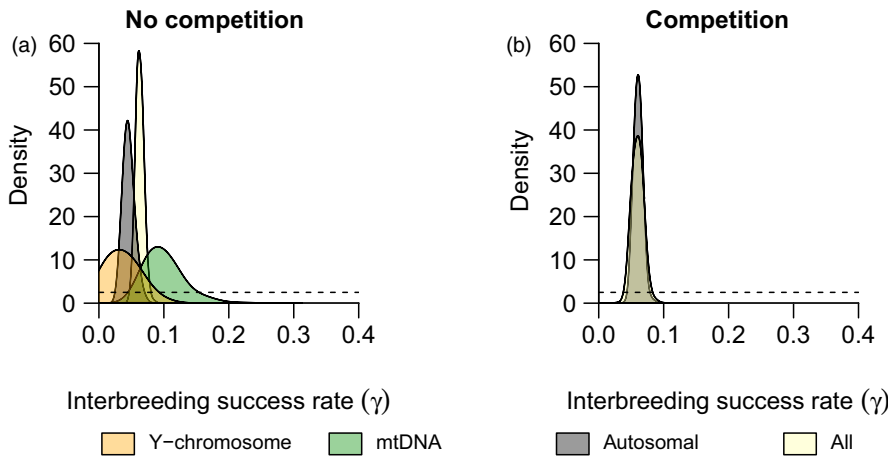 No competition
Competition
(a)
(b)
60
50
40
30
20
10
0
Density
0.0 0.1 0.2 0.3 0.4
Interbreeding success rate (γ)
60
50
40
30
20
10
0
Density
0.0 0.1 0.2 0.3 0.4
Interbreeding success rate (γ)
Y−chromosome mtDNA Autosomal All